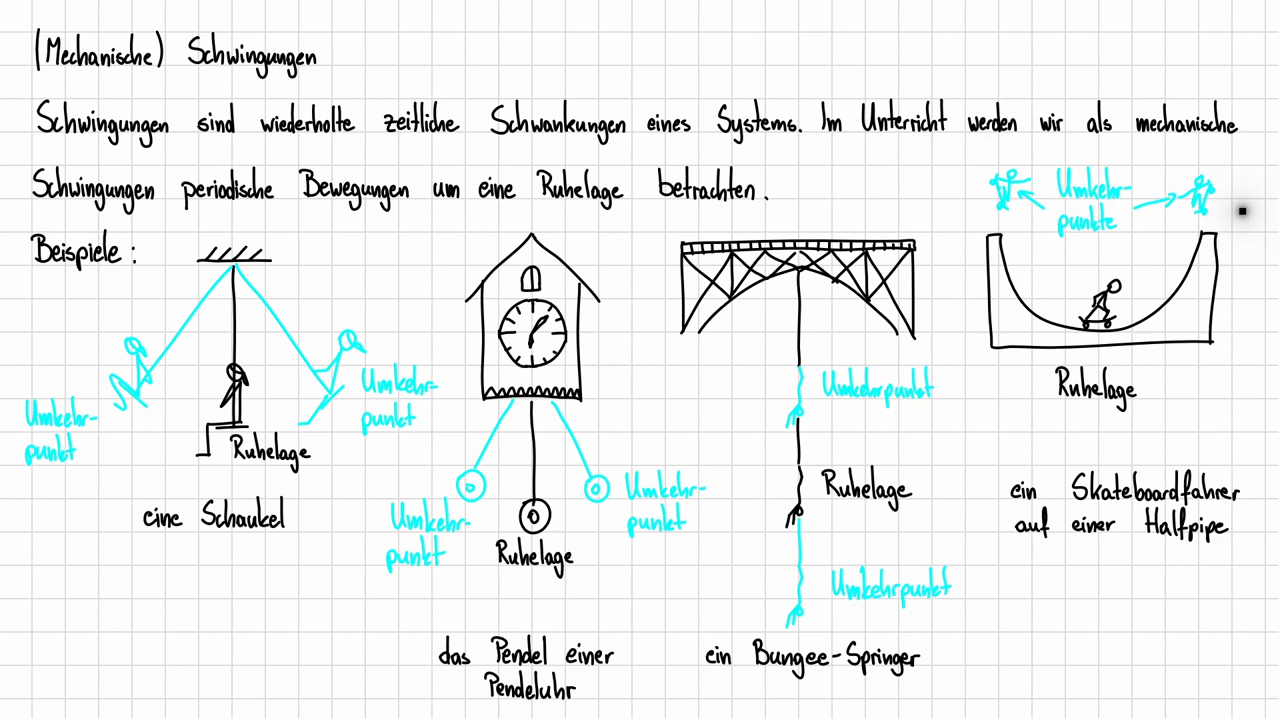 (Mechanische) Schwingungen
Schwingungen sind wiederholte zeitliche Schwankungen eines Systems. Im Unterricht werden wir als mechanische
Schwingungen periodische Bewegungen um eine Ruhelage betrachten.
Umkehr-
punkte
Beispiele:
Umkehr-
punkt
Umkehr-
punkt
Ruhelage
eine Schaukel
Umkehr-
punkt
Umkehr-
punkt
Ruhelage
das Pendel einer
Pendeluhr
Umkehrpunkt
Ruhelage
Umkehrpunkt
ein Bungee-Springer
Ruhelage
ein Skateboardfahrer
auf einer Halfpipe